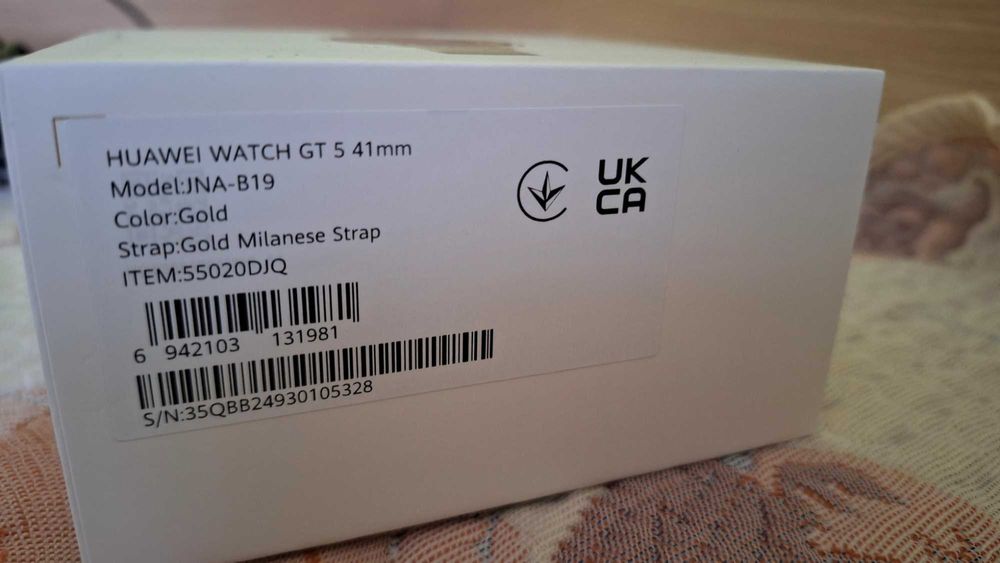 HUAWEI WATCH GT 5 41mm
Model:JNA-B19
Color:Gold
Strap:Gold Milanese Strap
ITEM:55020DJQ
6 942103 131981
S/N:35QBB24930105328
UK
CA